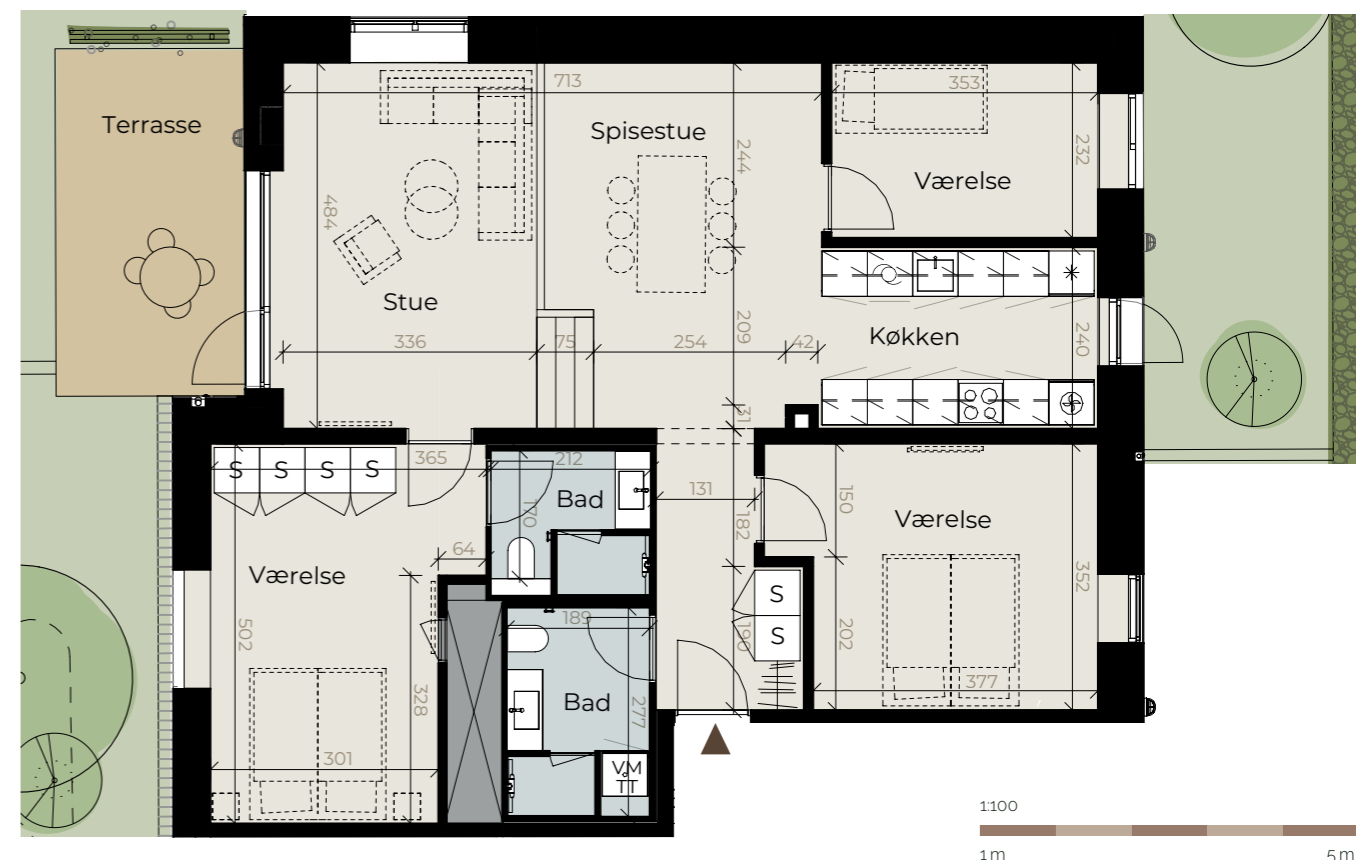 713
353
Terrasse
Spisestue
244
232
Værelse
484
Stue
209
Køkken
240
336
75
254
42
31
S
S
S
S
365
212
Bad
170
131
182
150
Værelse
64
Værelse
352
S
S
190
202
189
502
328
Bad
277
377
301
VM
TT
1:100
1 m
5 m